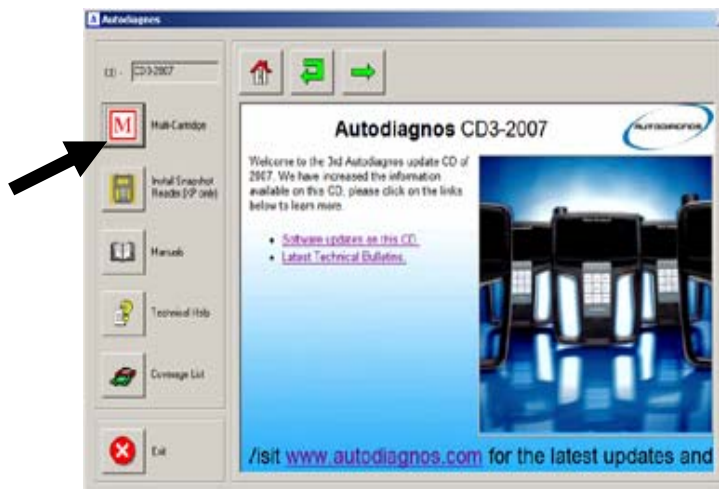 Autodiagnos
CD - CD3-2007
Multi-Cartridge
Install Snapshot
Reader (XP only)
Manuals
Technical Help
Coverage List
Exit
Autodiagnos CD3-2007
AUTODIAGNOS
Welcome to the 3rd Autodiagnos update CD of
2007. We have increased the information
available on this CD, please click on the links
below to learn more.
Software updates on this CD.
Latest Technical Bulletins.
/isit www.autodiagnos.com for the latest updates and